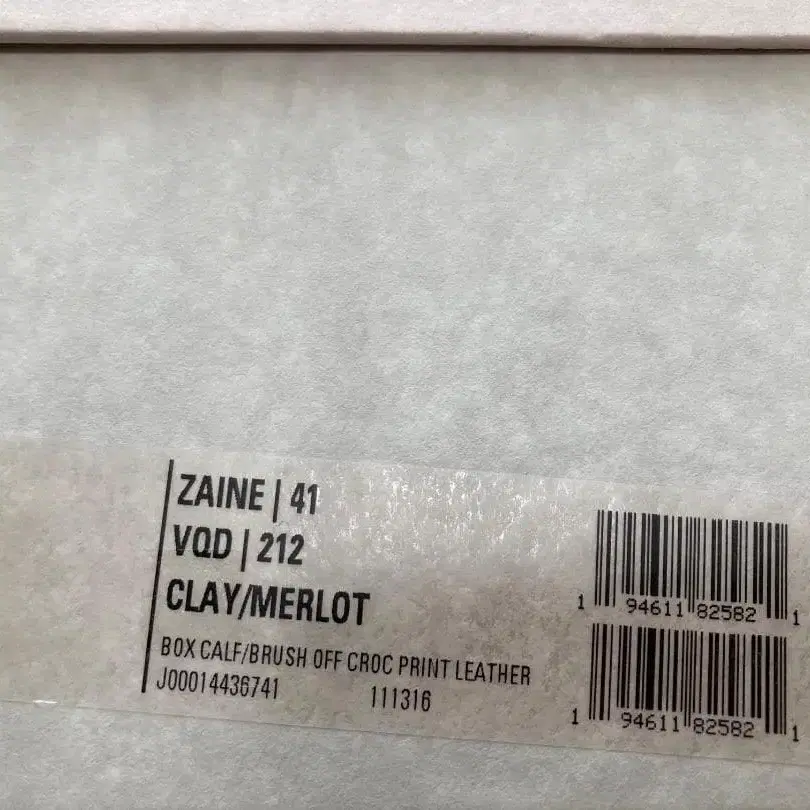 ZAINE | 41
VQD | 212
CLAY/MERLOT
BOX CALF/BRUSH OFF CROC PRINT LEATHER
J00014436741 111316
1 94611 82582 1
1 94611 82582 1